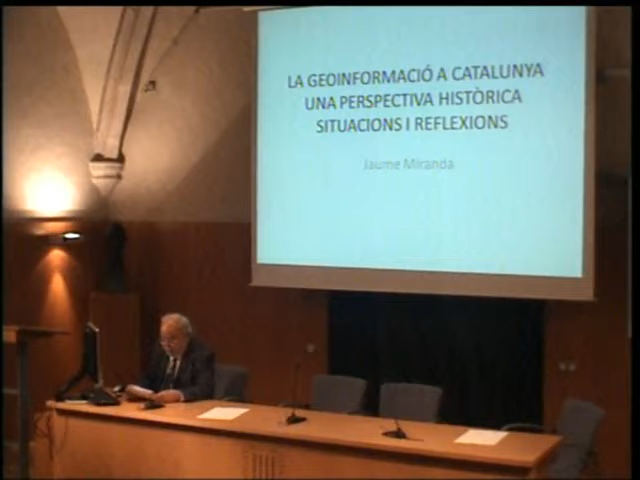 LA GEOINFORMACIÓ A CATALUNYA
UNA PERSPECTIVA HISTÒRICA
SITUACIONS I REFLEXIONS
Jaume Miranda